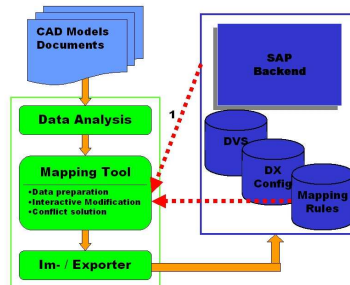 CAD Models
Documents
Data Analysis
Mapping Tool
•Data preparation
•Interactive Modification
•Conflict solution
Im- / Exporter
1
SAP
Backend
DVS
DX
Config
Mapping
Rules